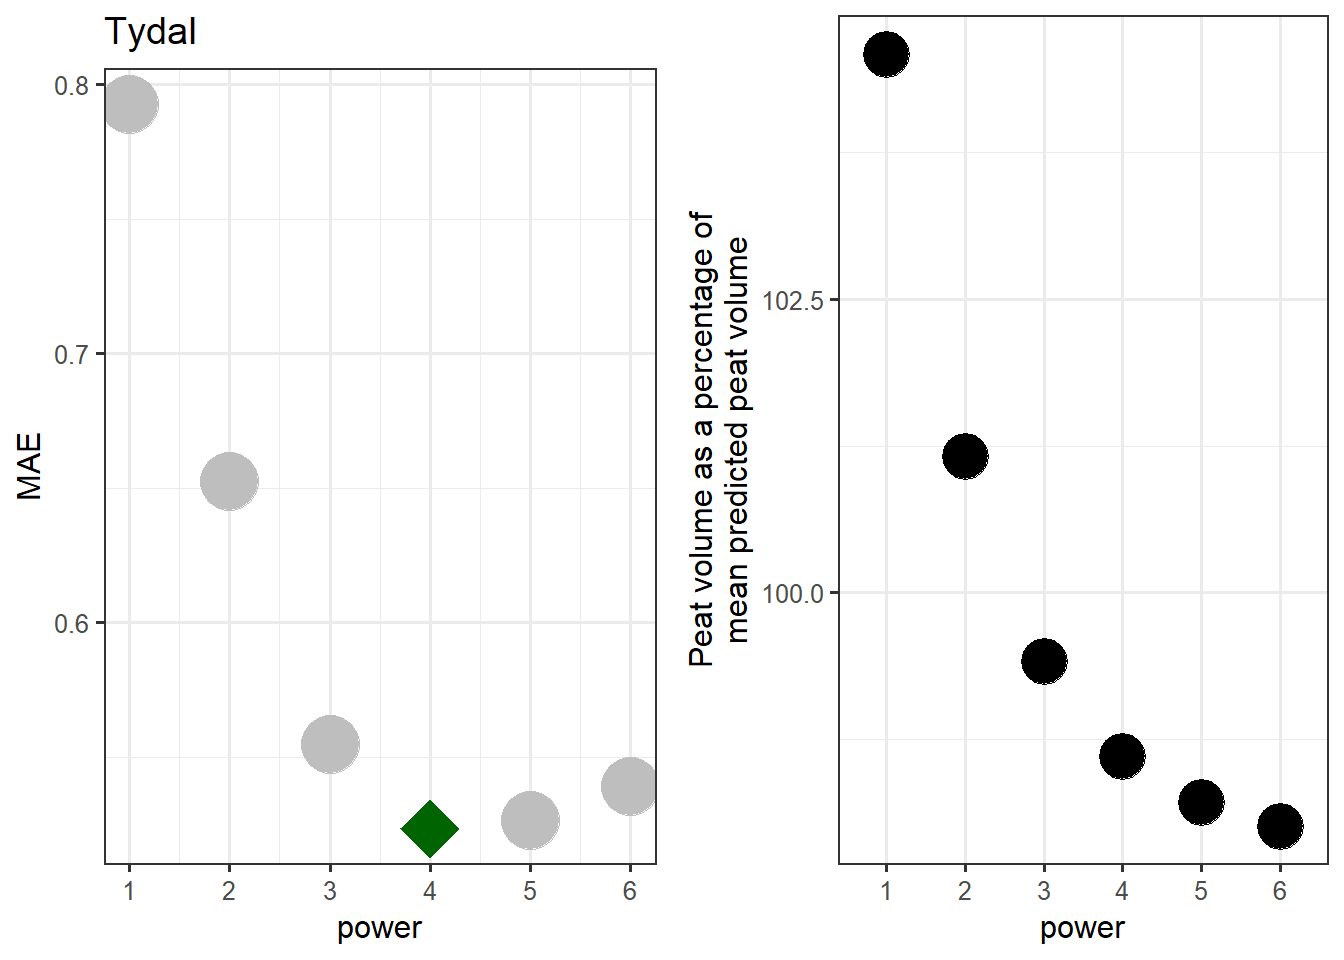 Tydal
MAE
0.8
0.7
0.6
1 2 3 4 5 6
power
Peat volume as a percentage of
mean predicted peat volume
102.5
100.0
1 2 3 4 5 6
power